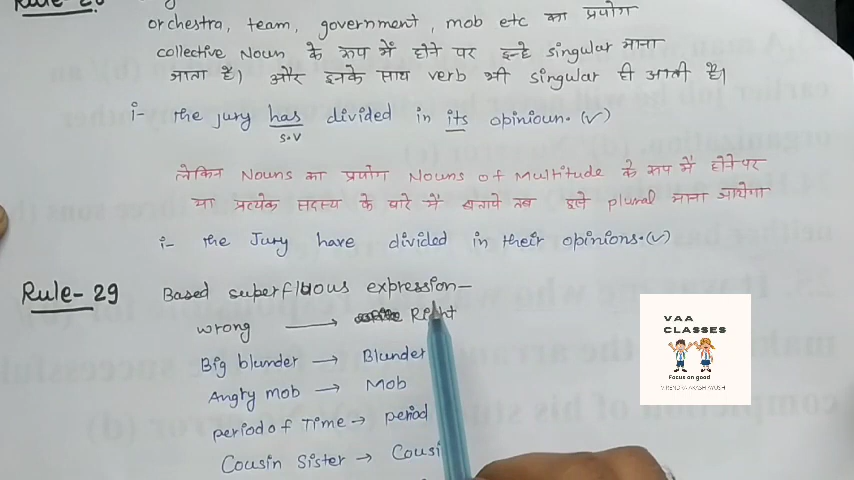 Rule-28
orchestra, team, government, mob etc का प्रयोग
collective Noun के रूप में होने पर इन्हे singular माना
जाता है। और इनके साथ verb भी singular ही आती है।
i- the jury has divided in its opinioun. (✓)
S.V
लेकिन Nouns का प्रयोग Nouns of Multitude के रूप में होने पर
या प्रत्येक सदस्य के बारे में बताये तब इसे plural माना जायेगा
i- the Jury have divided in their opinions. (✓)
Rule-29 Based superfluous expression-
wrong → Right
Big blunder → Blunder
Angry mob → Mob
period of Time → period
Cousin Sister → Cousi
VAA
CLASSES
Focus on good